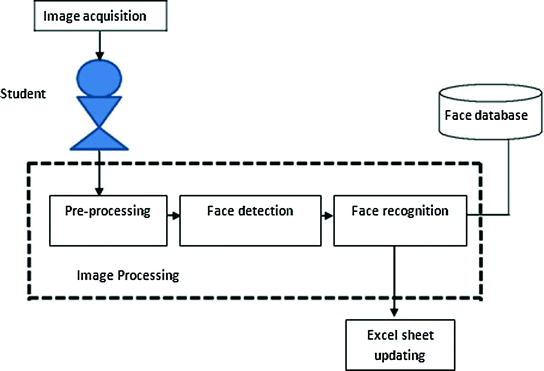 Image acquisition
Student
Face database
Pre-processing
Face detection
Face recognition
Image Processing
Excel sheet
updating